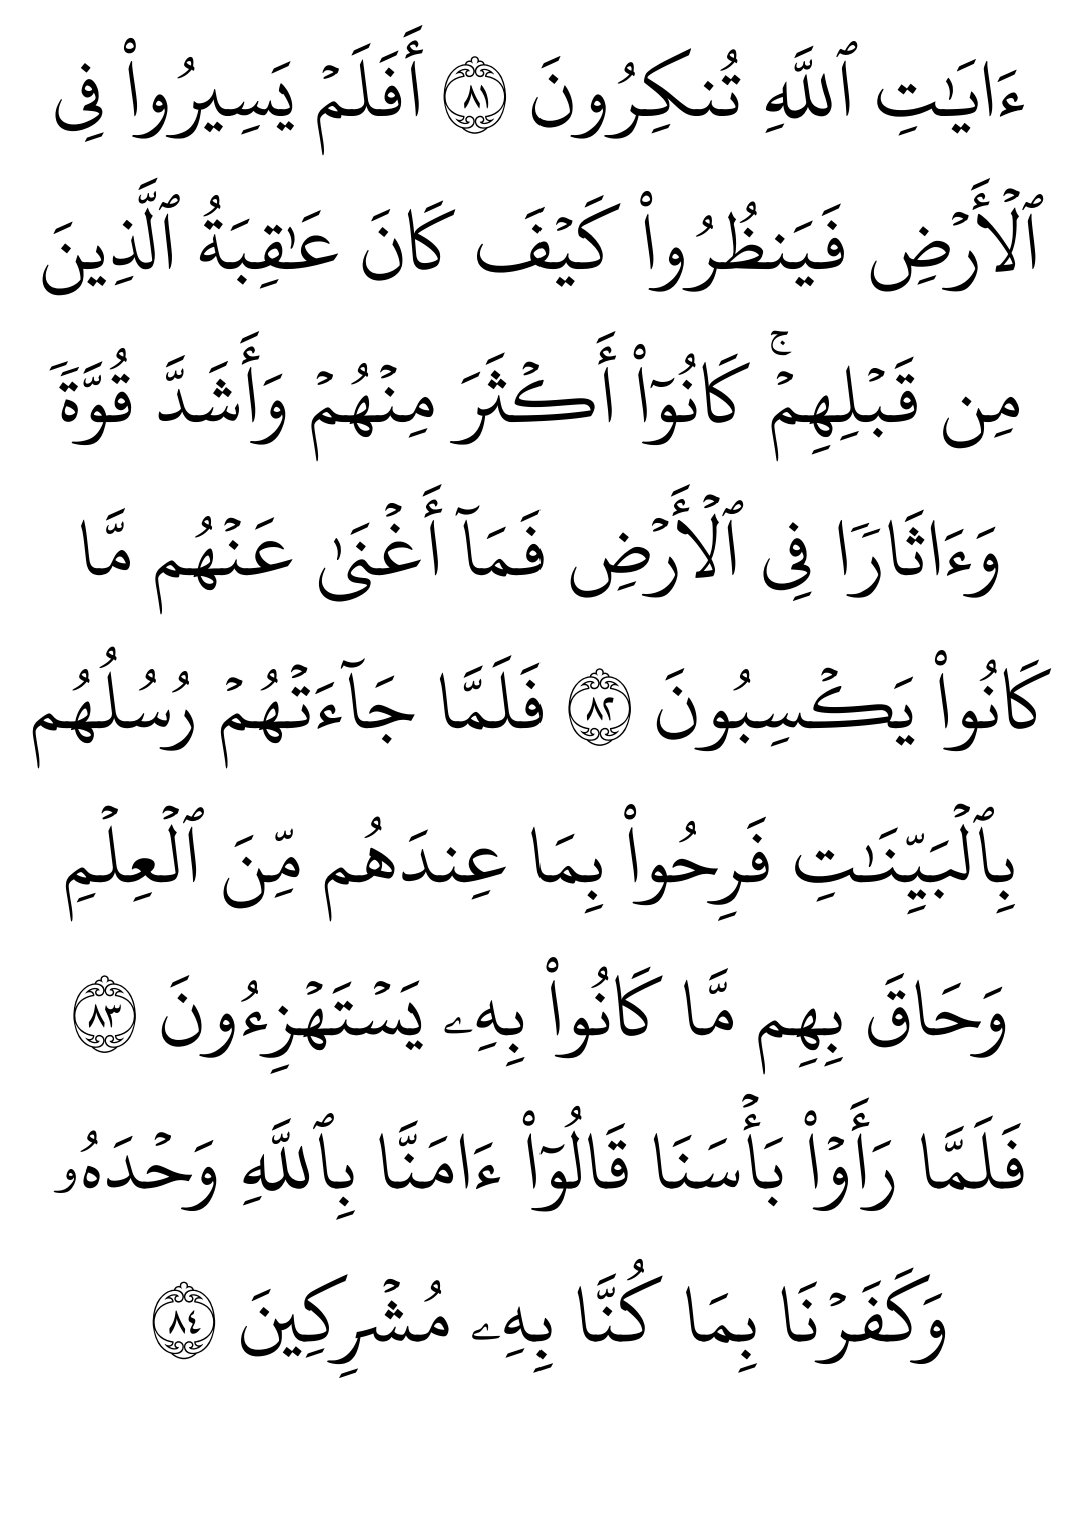 ءَايَـٰتِ ٱللَّهِ تُنكِرُونَ ۝٨١ أَفَلَمۡ يَسِيرُوا۟ فِی
ٱلۡأَرۡضِ فَيَنظُرُوا۟ كَيۡفَ كَانَ عَـٰقِبَةُ ٱلَّذِينَ
مِن قَبۡلِهِمۡۚ كَانُوۤا۟ أَكۡثَرَ مِنۡهُمۡ وَأَشَدَّ قُوَّةࣰ
وَءَاثَارࣰا فِی ٱلۡأَرۡضِ فَمَاۤ أَغۡنَىٰ عَنۡهُم مَّا
كَانُوا۟ يَكۡسِبُونَ ۝٨٢ فَلَمَّا جَاۤءَتۡهُمۡ رُسُلُهُم
بِٱلۡبَيِّنَـٰتِ فَرِحُوا۟ بِمَا عِندَهُم مِّنَ ٱلۡعِلۡمِ
وَحَاقَ بِهِم مَّا كَانُوا۟ بِهِۦ يَسۡتَهۡزِءُونَ ۝٨٣
فَلَمَّا رَأَوۡا۟ بَأۡسَنَا قَالُوۤا۟ ءَامَنَّا بِٱللَّهِ وَحۡدَهُۥ
وَكَفَرۡنَا بِمَا كُنَّا بِهِۦ مُشۡرِكِينَ ۝٨٤